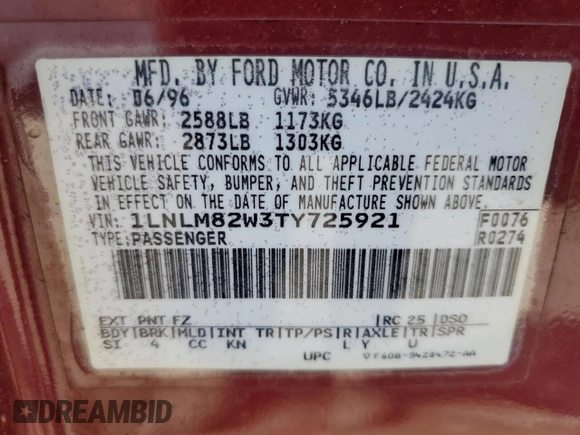 MFD. BY FORD MOTOR CO. IN U.S.A.
DATE: 06/96 GVWR: 5346LB/2424KG
FRONT GAWR: 2588LB 1173KG
REAR GAWR: 2873LB 1303KG
THIS VEHICLE CONFORMS TO ALL APPLICABLE FEDERAL MOTOR
VEHICLE SAFETY, BUMPER, AND THEFT PREVENTION STANDARDS
IN EFFECT ON THE DATE OF MANUFACTURE SHOWN ABOVE.
VIN: 1LNLM82W3TY725921 F0076
TYPE: PASSENGER R0274
EXT PNT FZ RC 25 DSO
BDY BRK MLD INT TR TP/PS R AXLE TR SPR
SI 4 CC KN L Y U
UPC F60B-5420472-AA
DREAMBID